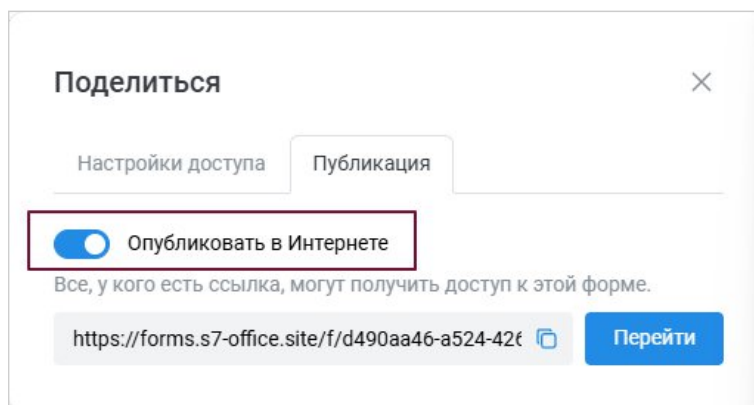 Поделиться
Настройки доступа
Публикация
Опубликовать в Интернете
Все, у кого есть ссылка, могут получить доступ к этой форме.
https://forms.s7-office.site/f/d490aa46-a524-426
Перейти